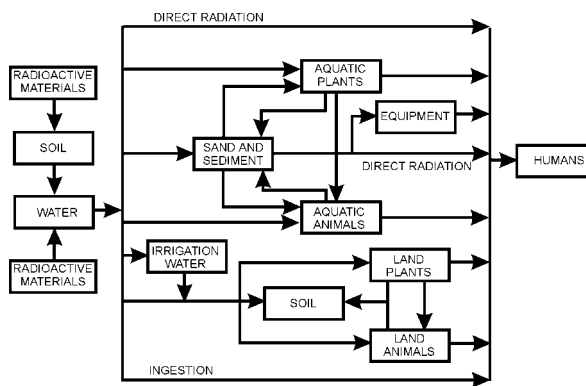 DIRECT RADIATION
RADIOACTIVE
MATERIALS
AQUATIC
PLANTS
EQUIPMENT
SOIL
SAND AND
SEDIMENT
DIRECT RADIATION
HUMANS
WATER
AQUATIC
ANIMALS
IRRIGATION
WATER
RADIOACTIVE
MATERIALS
LAND
PLANTS
SOIL
LAND
ANIMALS
INGESTION